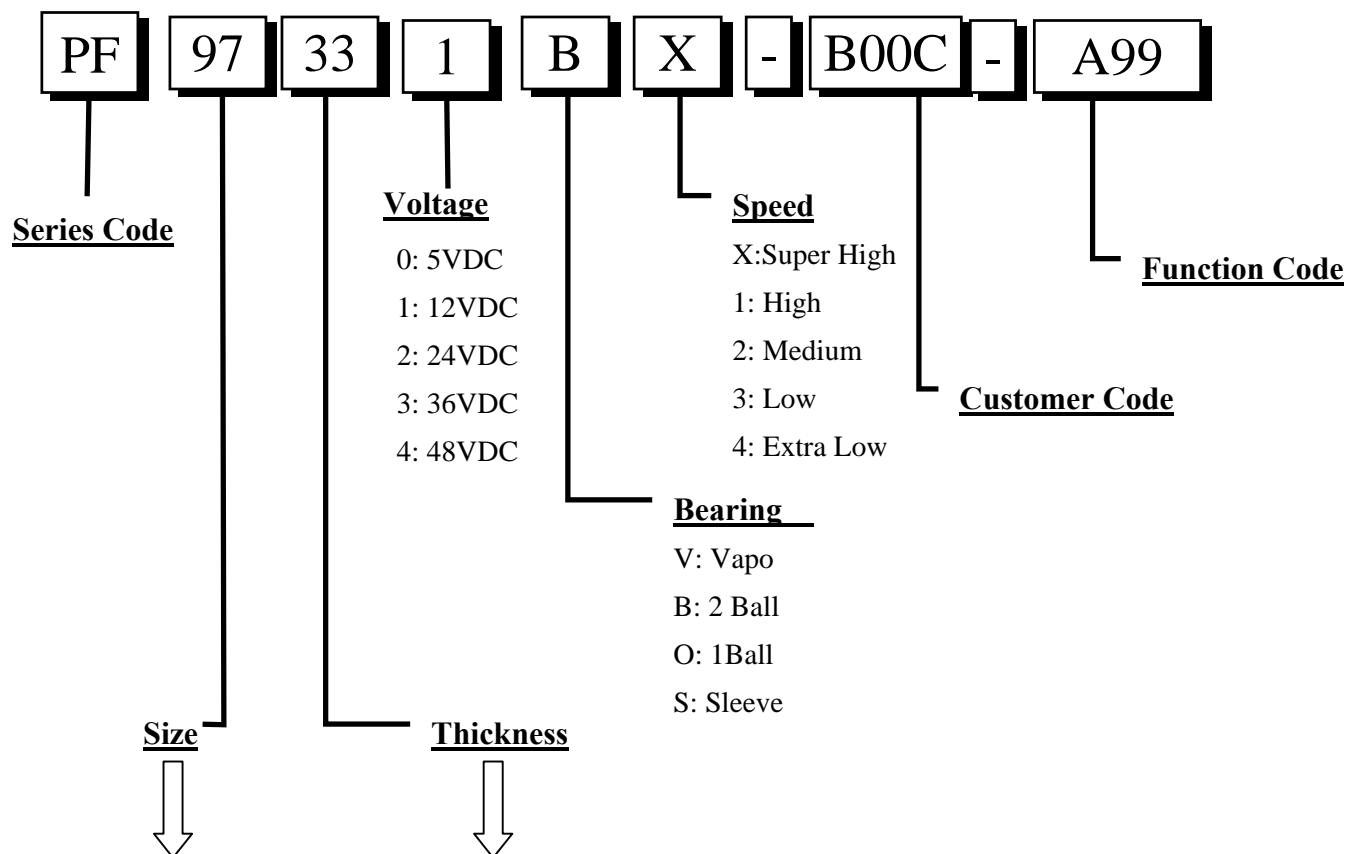 PF 97 33 1 B X - B00C - A99
Series Code
Voltage
0: 5VDC
1: 12VDC
2: 24VDC
3: 36VDC
4: 48VDC
Speed
X:Super High
1: High
2: Medium
3: Low
4: Extra Low
Function Code
Customer Code
Bearing
V: Vapo
B: 2 Ball
O: 1Ball
S: Sleeve
Size
Thickness